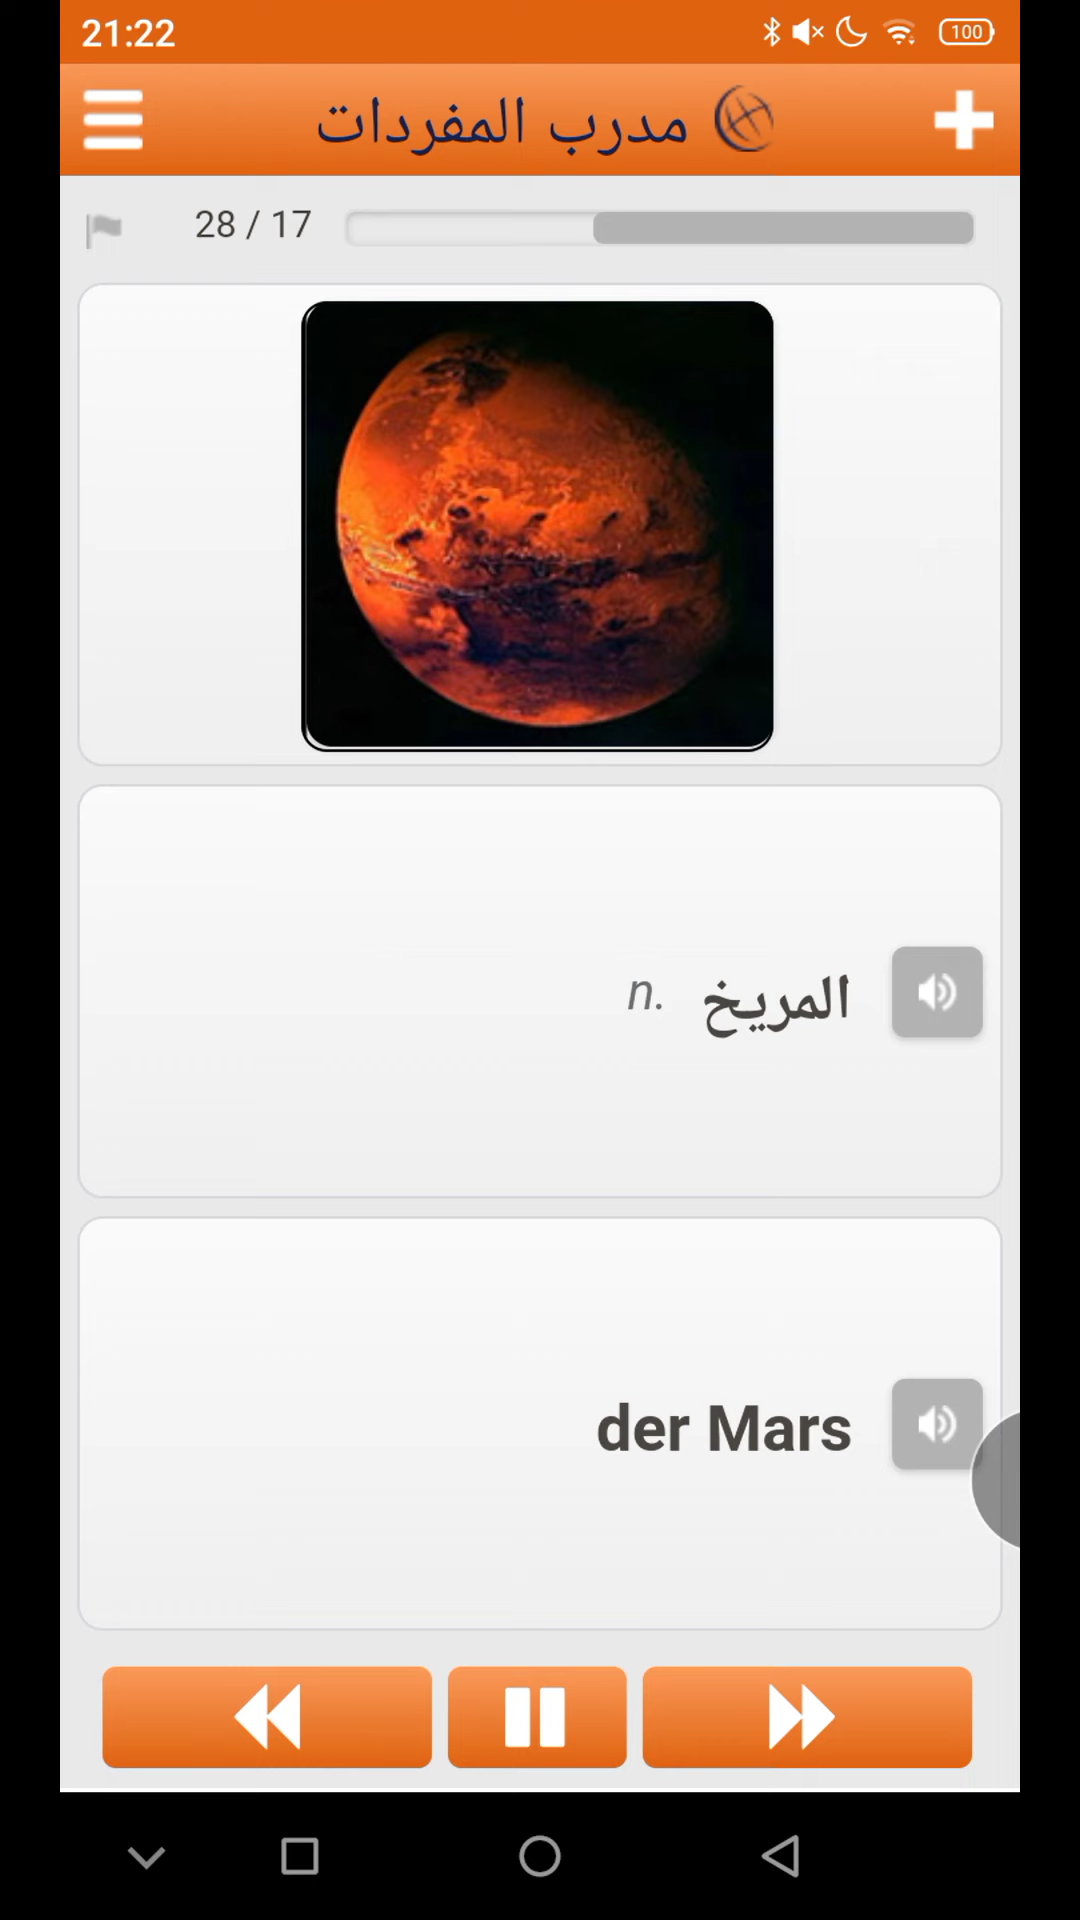 21:22
100
مدرب المفردات
28 / 17
المريخ n.
der Mars